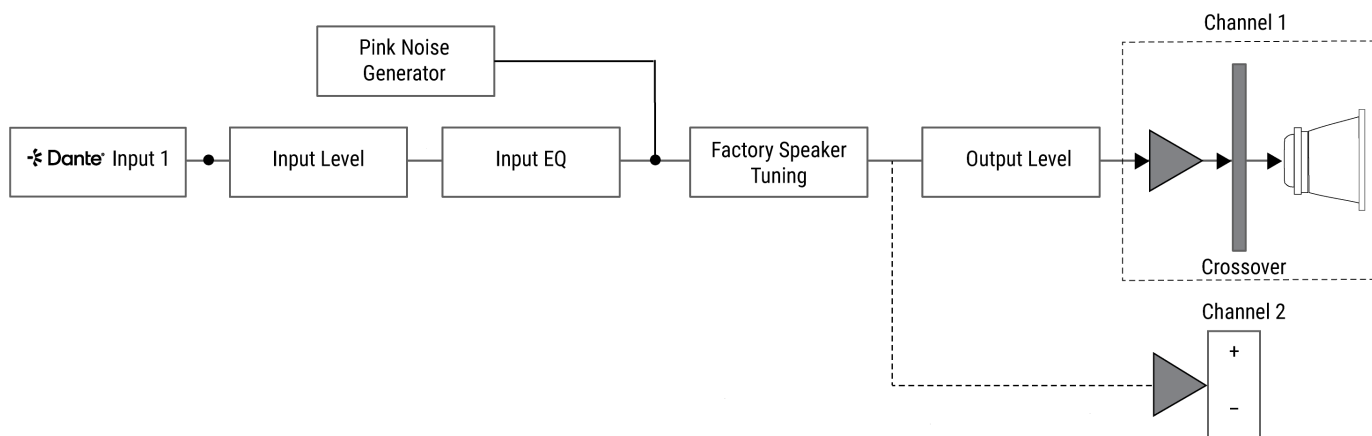 Channel 1
Pink Noise
Generator
Dante® Input 1
Input Level
Input EQ
Factory Speaker
Tuning
Output Level
Crossover
Channel 2
+
–